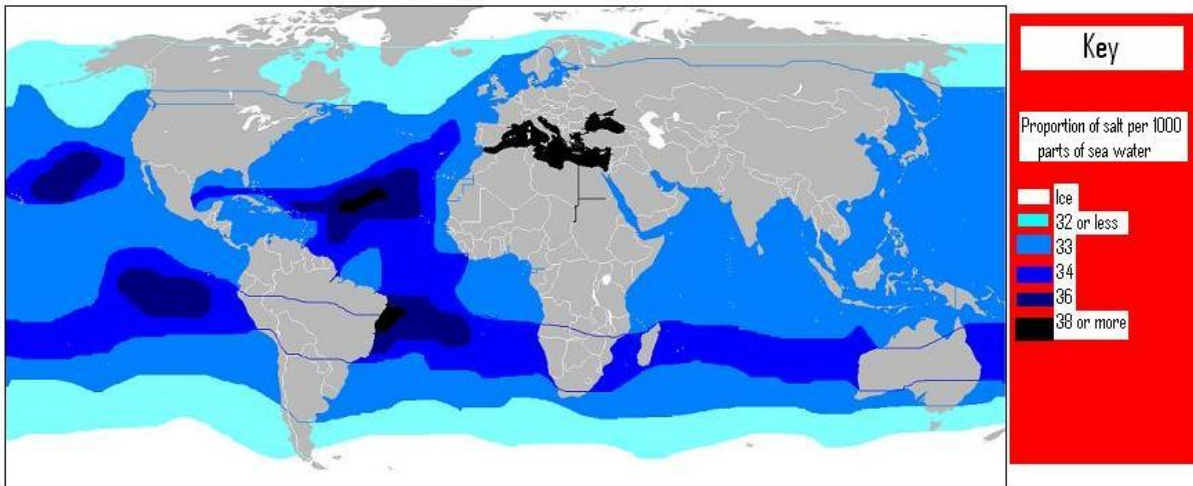 Key
Proportion of salt per 1000
parts of sea water
Ice
32 or less
33
34
36
38 or more